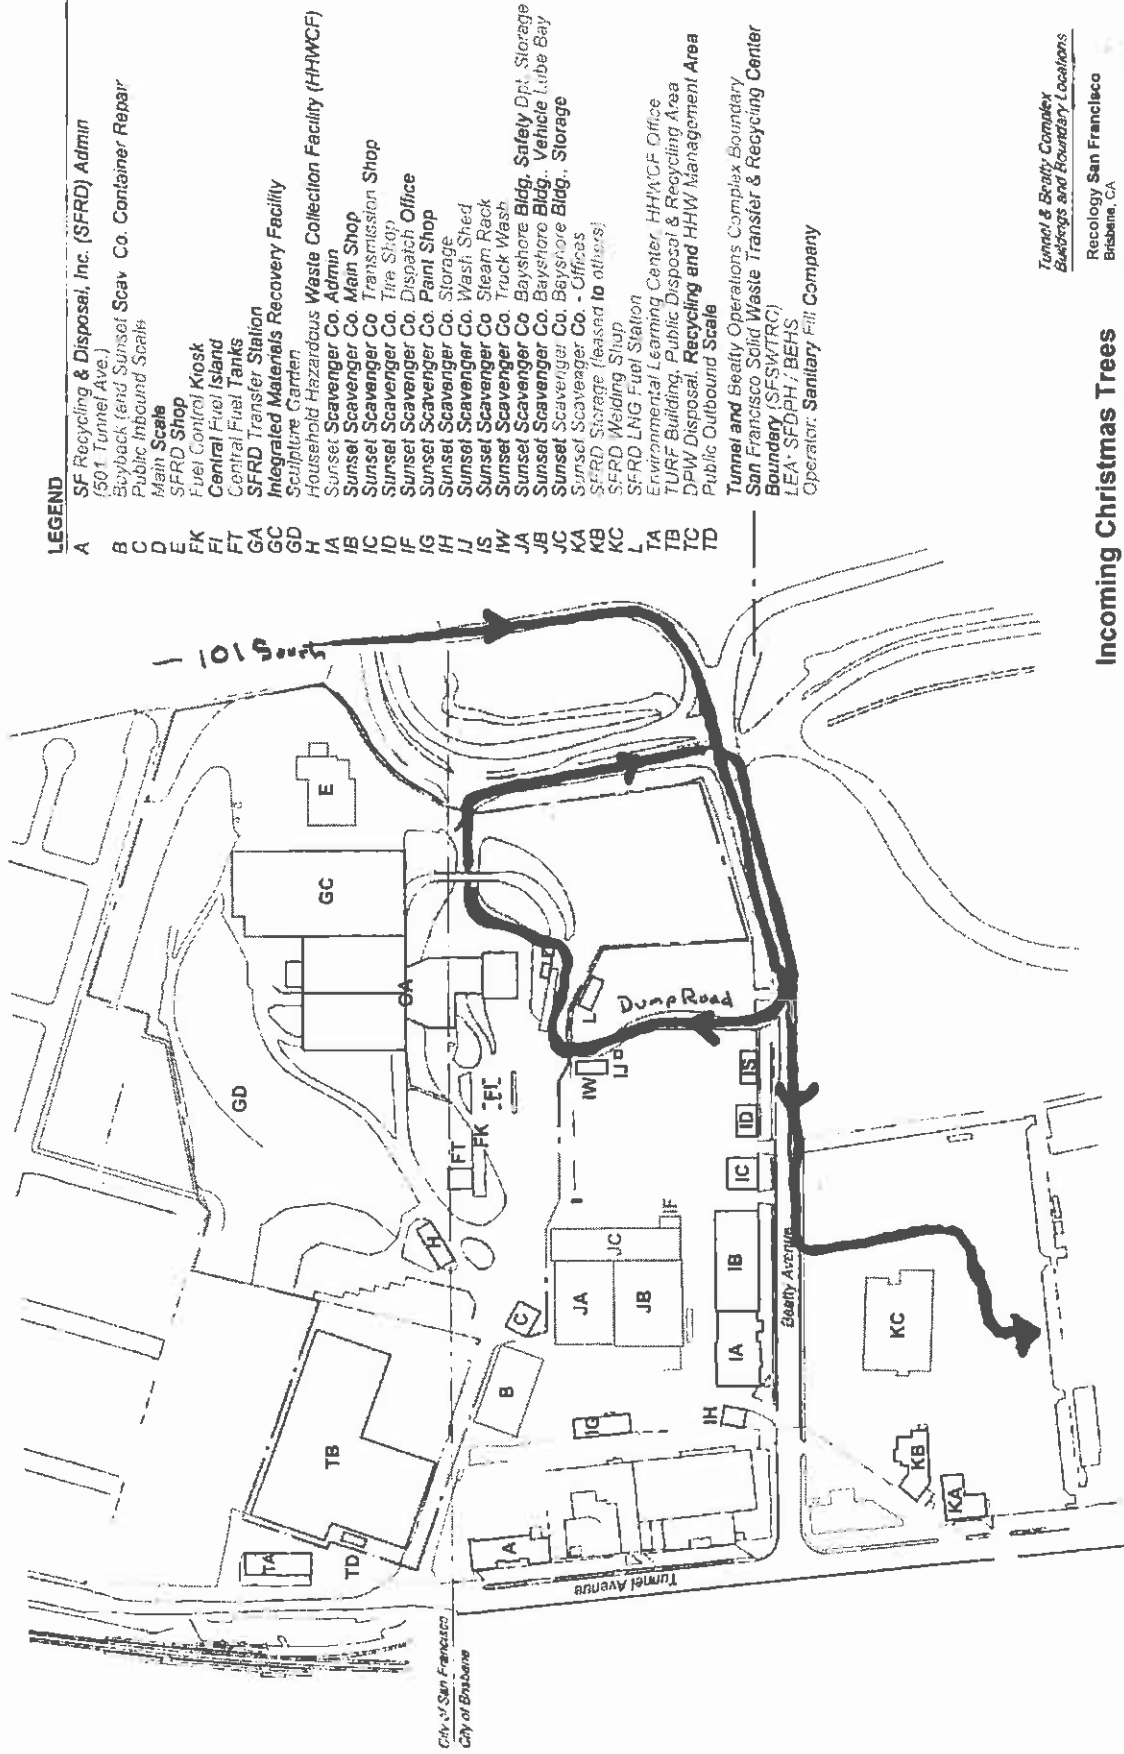 LEGEND
A SF Recycling & Disposal, Inc. (SFRD) Admin
(501 Tunnel Ave.)
B Buyback (and Sunset Scav Co. Container Repair
C Public Inbound Scale
D Main Scale
E SFRD Shop
FK Fuel Control Kiosk
FI Central Fuel Island
FT Central Fuel Tanks
GA SFRD Transfer Station
GC Integrated Materials Recovery Facility
GD Sculpture Garden
H Household Hazardous Waste Collection Facility (HHWCF)
IA Sunset Scavenger Co. Admin
IB Sunset Scavenger Co. Main Shop
IC Sunset Scavenger Co Transmission Shop
ID Sunset Scavenger Co. Tire Shop
IF Sunset Scavenger Co. Dispatch Office
IG Sunset Scavenger Co. Paint Shop
IH Sunset Scavenger Co. Storage
IJ Sunset Scavenger Co. Wash Shed
IS Sunset Scavenger Co Steam Rack
IW Sunset Scavenger Co. Truck Wash
JA Sunset Scavenger Co Bayshore Bldg, Safety Dpt. Storage
JB Sunset Scavenger Co. Bayshore Bldg. Vehicle Lube Bay
JC Sunset Scavenger Co. Bayshore Bldg., Storage
KA Sunset Scavenger Co. - Offices
KB SFRD Storage (leased to others)
KC SFRD Welding Shop
L SFRD LNG Fuel Station
TA Environmental Learning Center, HHWCF Office
TB TURF Building, Public Disposal & Recycling Area
TC DPW Disposal, Recycling and HHW Management Area
TD Public Outbound Scale
Tunnel and Beatty Operations Complex Boundary
San Francisco Solid Waste Transfer & Recycling Center
Boundary (SFSWTRC)
LEA - SFDPH / BEHS
Operator: Sanitary Fill Company
101 South
E
GC
GA
GD
L
Dump Road
IW
IJ
FI
FK
FT
H
I
IS
ID
IC
IF
JC
JA
JB
IB
IA
C
B
IG
IH
Beatty Avenue
KC
KB
KA
TB
TA
TD
A
Tunnel Avenue
City of San Francisco
City of Brisbane
Tunnel & Beatty Complex
Buildings and Boundary Locations
Recology San Francisco
Brisbane, CA
Incoming Christmas Trees